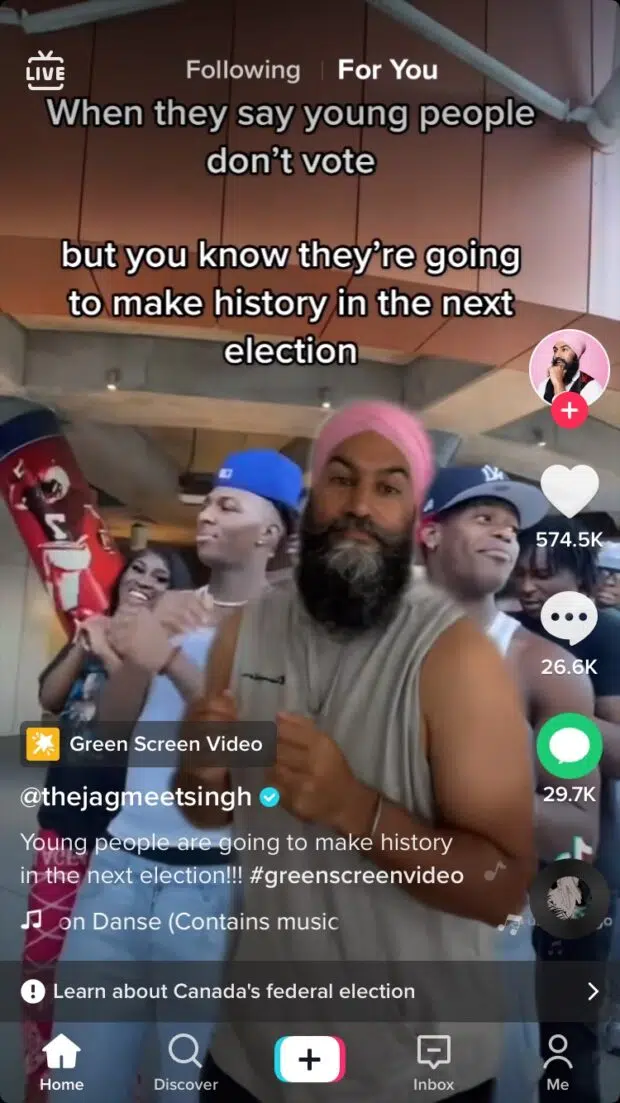 LIVE
Following | For You
When they say young people
don't vote
but you know they're going
to make history in the next
election
574.5K
26.6K
29.7K
Green Screen Video
@thejagmeetsingh
Young people are going to make history
in the next election!!! #greenscreenvideo
on Danse (Contains music
Learn about Canada's federal election
Home
Discover
Inbox
Me